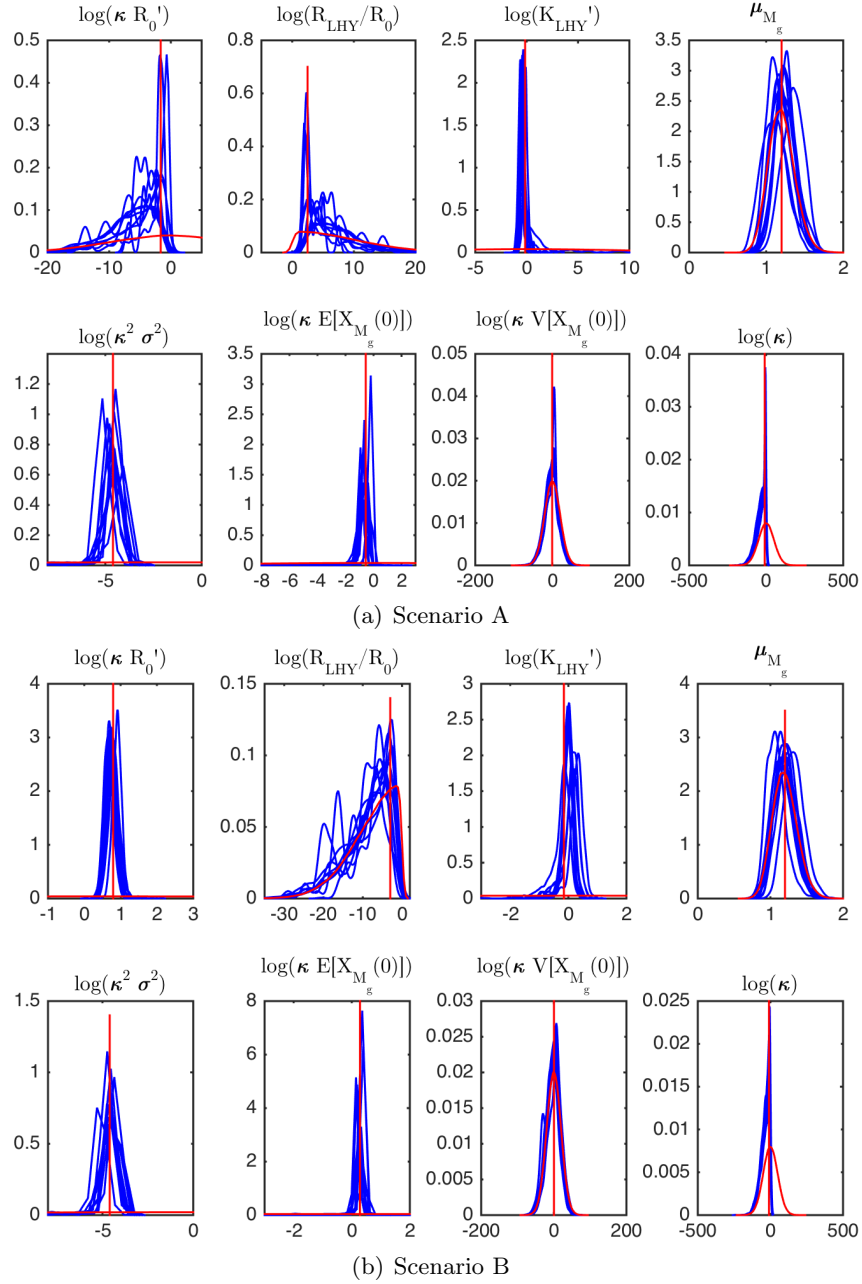 log(κ R₀') log(R_LHY/R₀) log(K_LHY') μ_M_g
0.5 0.8 2.5 3.5
0.4 0.6 2 3
0.3 0.4 1.5 2.5
0.2 0.2 1 2
0.1 0 0.5 1.5
0 0 1
0.5
0
-20 -10 0 0 10 20 -5 0 5 10 0 1 2
log(κ² σ²) log(κ E[X_M_g (0)]) log(κ V[X_M_g (0)]) log(κ)
1.2 3.5 0.05 0.04
1 3 0.04 0.03
0.8 2.5 0.03 0.02
0.6 2 0.02 0.01
0.4 1.5 0.01 0
0.2 1 0
0 0.5
0
-5 0 -8 -6 -4 -2 0 2 -200 0 200 -500 0 500
(a) Scenario A
log(κ R₀') log(R_LHY/R₀) log(K_LHY') μ_M_g
4 0.15 3 4
3 0.1 2.5 3
2 0.05 2 2
1 0 1.5 1
0 1 0
0.5
0
-1 0 1 2 3 -30 -20 -10 0 -2 0 2 0 1 2
log(κ² σ²) log(κ E[X_M_g (0)]) log(κ V[X_M_g (0)]) log(κ)
1.5 8 0.03 0.025
1 6 0.025 0.02
0.5 4 0.02 0.015
0 2 0.015 0.01
0 0.01 0.005
0.005 0
0
-5 0 -2 0 2 -200 0 200 -500 0 500
(b) Scenario B